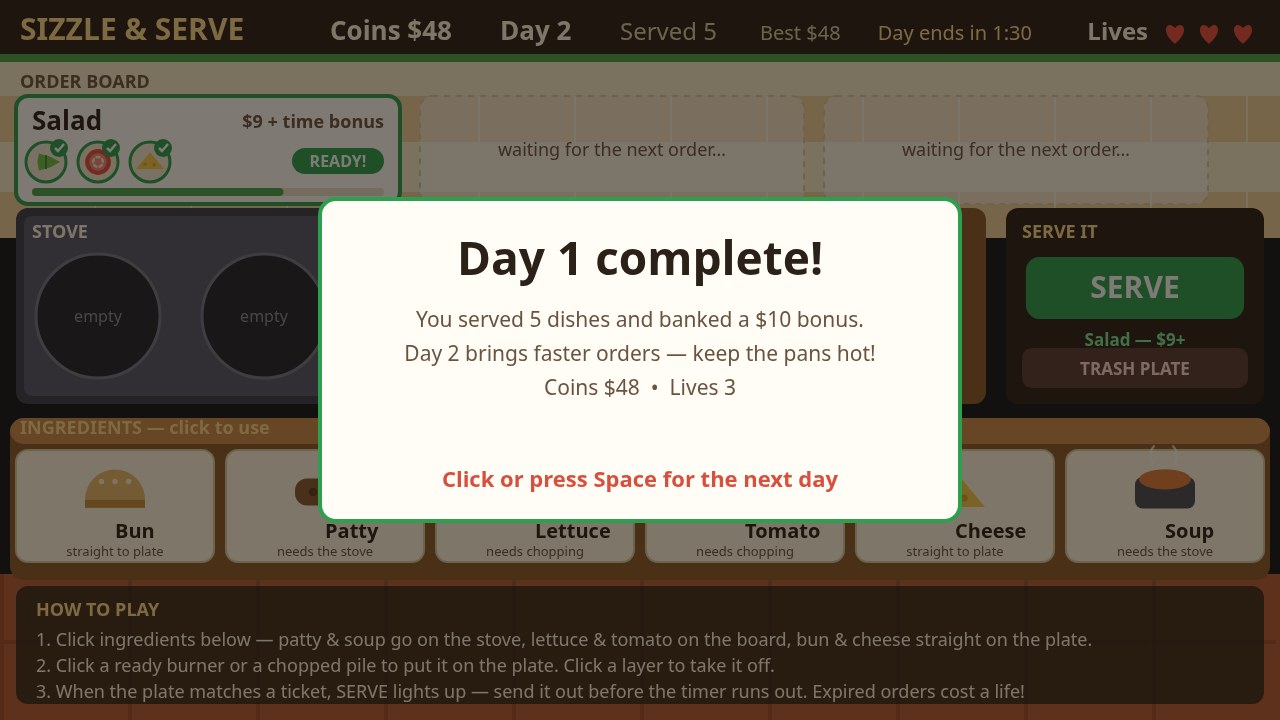 SIZZLE & SERVE
Coins $48
Day 2
Served 5
Best $48
Day ends in 1:30
Lives
ORDER BOARD
Salad
$9 + time bonus
READY!
waiting for the next order...
waiting for the next order...
STOVE
empty
empty
SERVE IT
SERVE
Salad — $9+
TRASH PLATE
Day 1 complete!
You served 5 dishes and banked a $10 bonus.
Day 2 brings faster orders — keep the pans hot!
Coins $48 • Lives 3
Click or press Space for the next day
INGREDIENTS — click to use
Bun
straight to plate
Patty
needs the stove
Lettuce
needs chopping
Tomato
needs chopping
Cheese
straight to plate
Soup
needs the stove
HOW TO PLAY
1. Click ingredients below — patty & soup go on the stove, lettuce & tomato on the board, bun & cheese straight on the plate.
2. Click a ready burner or a chopped pile to put it on the plate. Click a layer to take it off.
3. When the plate matches a ticket, SERVE lights up — send it out before the timer runs out. Expired orders cost a life!